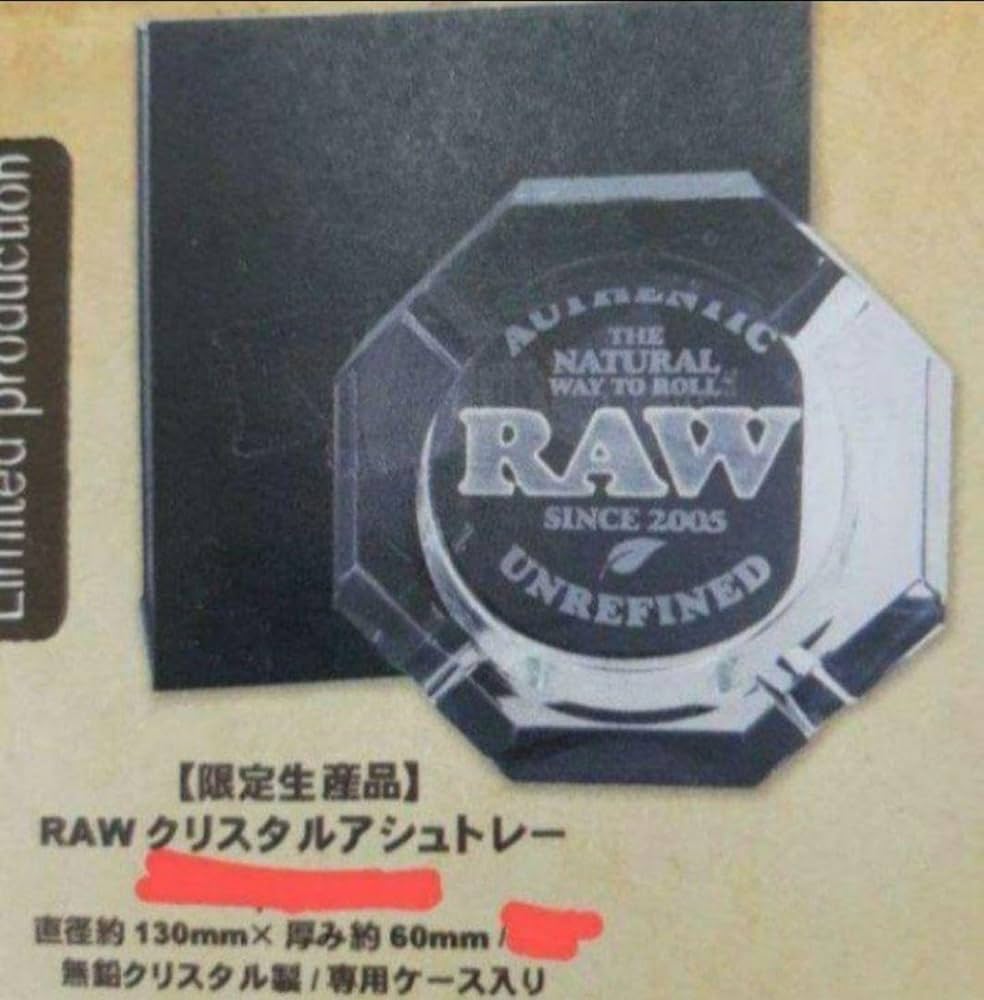 Limited production
AUTHENTIC
THE
NATURAL
WAY TO ROLL™
RAW
SINCE 2005
UNREFINED
【限定生産品】
RAW クリスタルアシュトレー
直径約 130mm× 厚み約 60mm /
無鉛クリスタル製 / 専用ケース入り